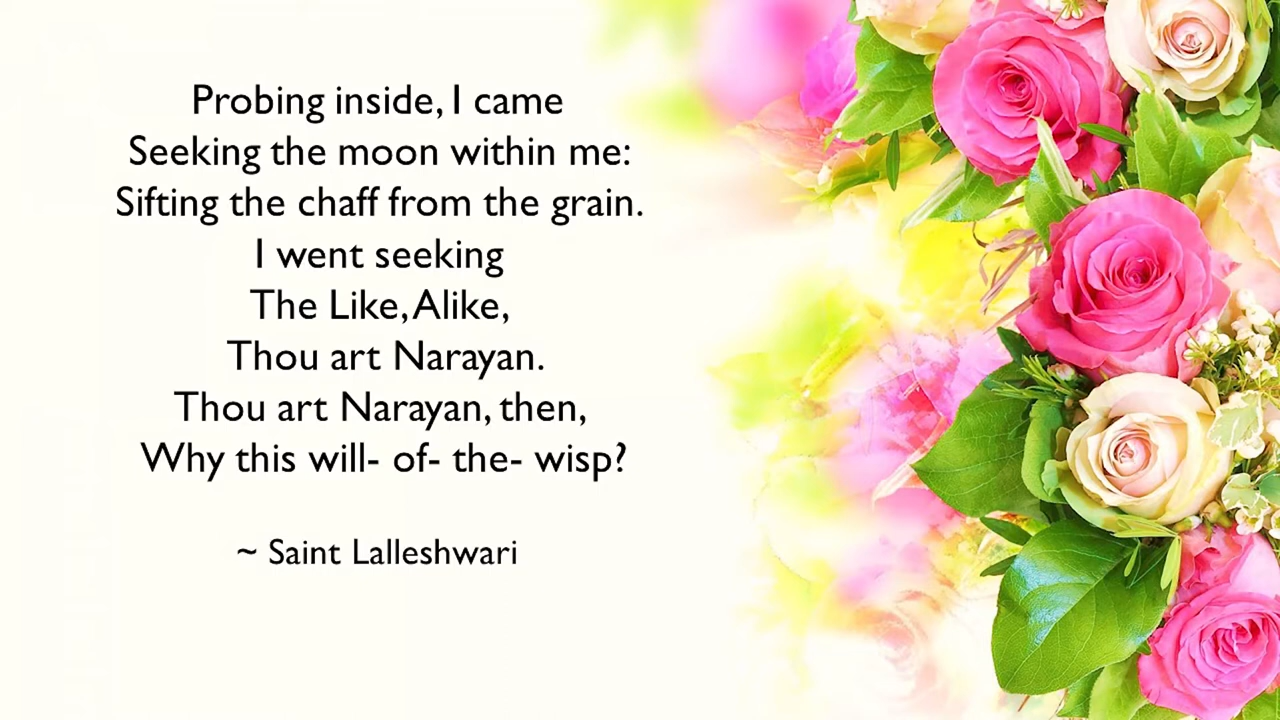 Probing inside, I came
Seeking the moon within me:
Sifting the chaff from the grain.
I went seeking
The Like, Alike,
Thou art Narayan.
Thou art Narayan, then,
Why this will- of- the- wisp?
~ Saint Lalleshwari